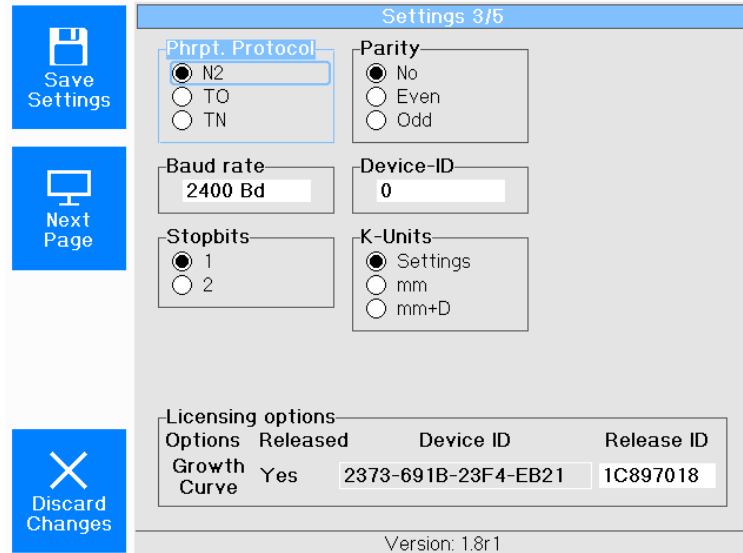 Settings 3/5
Save
Settings
Next
Page
Discard
Changes
Phrpt. Protocol
N2
TO
TN
Parity
No
Even
Odd
Baud rate
2400 Bd
Device-ID
0
Stopbits
1
2
K-Units
Settings
mm
mm+D
Licensing options
Options Released Device ID Release ID
Growth
Curve
Yes 2373-691B-23F4-EB21 1C897018
Version: 1.8r1